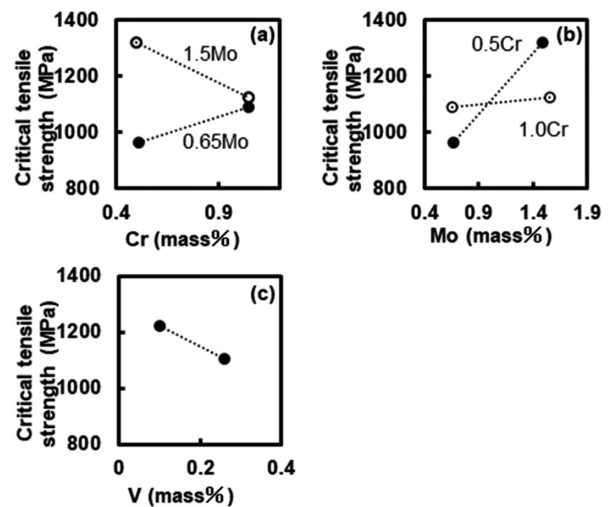 Critical tensile
strength (MPa)
1400
1200
1000
800
(a)
1.5Mo
0.65Mo
0.4
0.9
Cr (mass%)
Critical tensile
strength (MPa)
1400
1200
1000
800
(b)
0.5Cr
1.0Cr
0.4
0.9
1.4
1.9
Mo (mass%)
Critical tensile
strength (MPa)
1400
1200
1000
800
(c)
0
0.2
0.4
V (mass%)